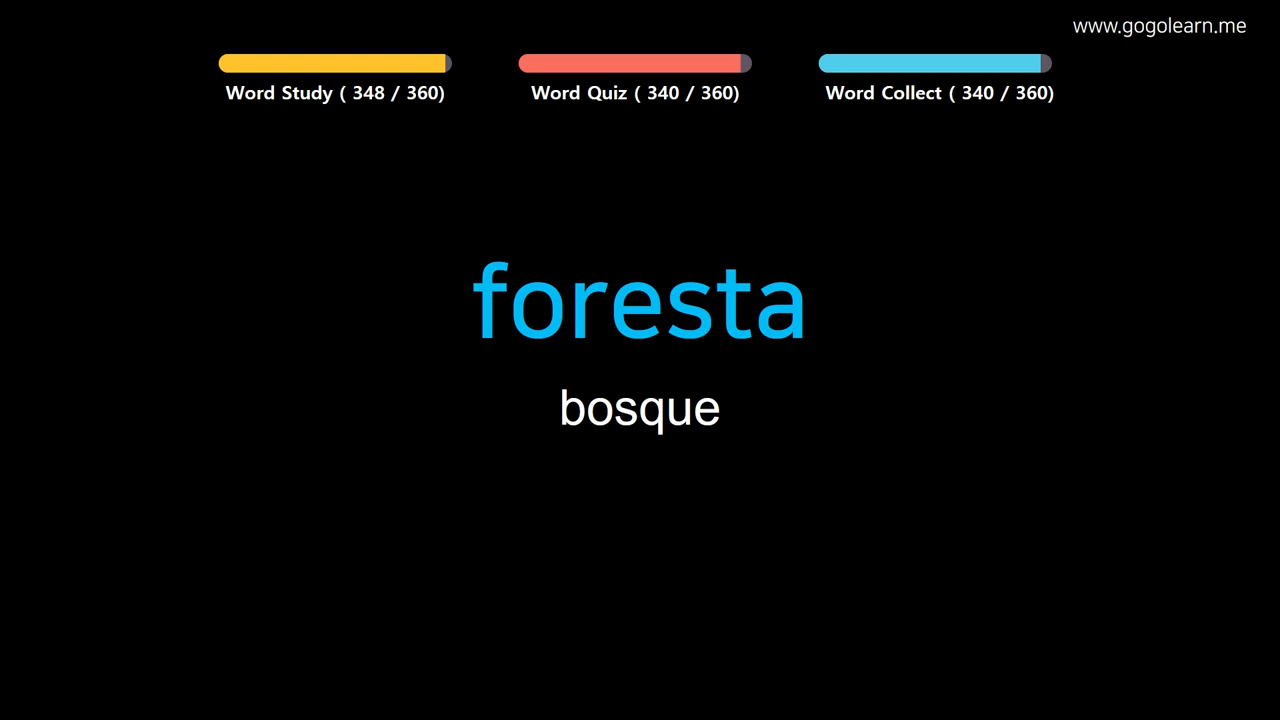 www.gogolearn.me
Word Study ( 348 / 360)
Word Quiz ( 340 / 360)
Word Collect ( 340 / 360)
foresta
bosque